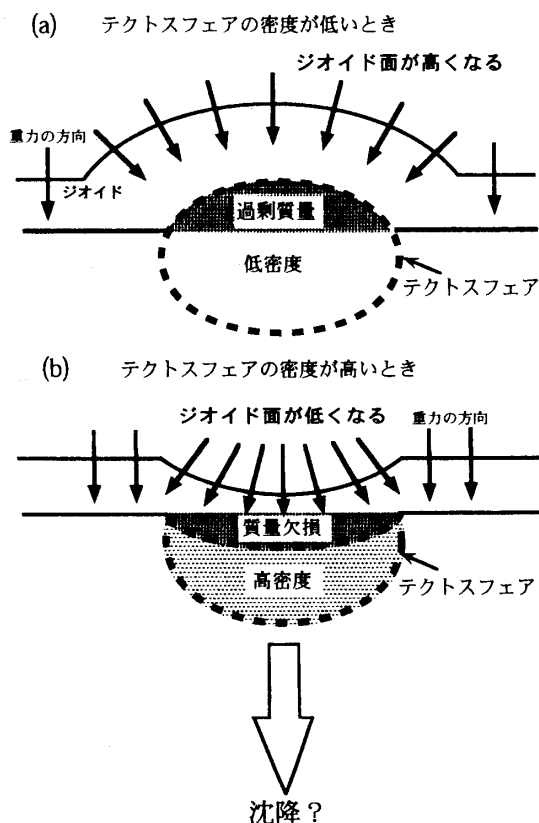 (a) テクトスフェアの密度が低いとき
ジオイド面が高くなる
重力の方向
ジオイド
過剰質量
低密度
テクトスフェア
(b) テクトスフェアの密度が高いとき
ジオイド面が低くなる
重力の方向
質量欠損
高密度
テクトスフェア
沈降？